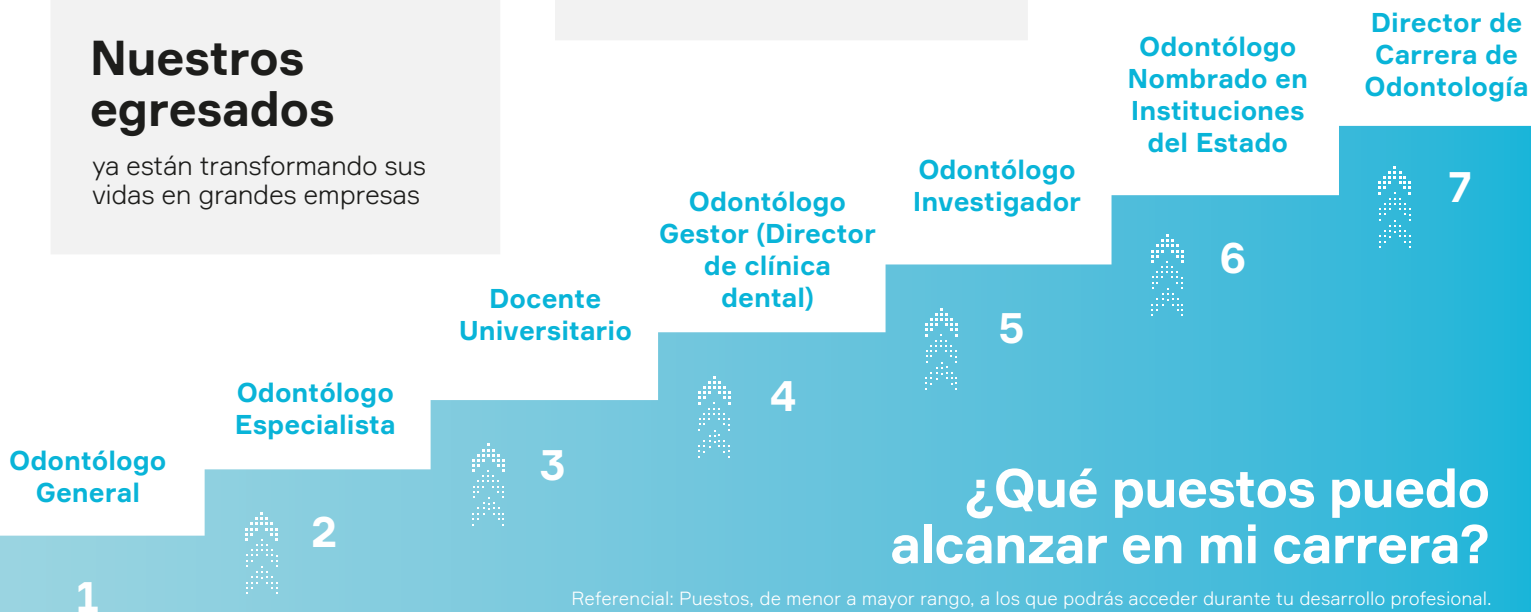 Nuestros
egresados
ya están transformando sus
vidas en grandes empresas
Odontólogo
General
1
Odontólogo
Especialista
2
Docente
Universitario
3
Odontólogo
Gestor (Director
de clínica
dental)
4
Odontólogo
Investigador
5
Odontólogo
Nombrado en
Instituciones
del Estado
6
Director de
Carrera de
Odontología
7
¿Qué puestos puedo
alcanzar en mi carrera?
Referencial: Puestos, de menor a mayor rango, a los que podrás acceder durante tu desarrollo profesional.